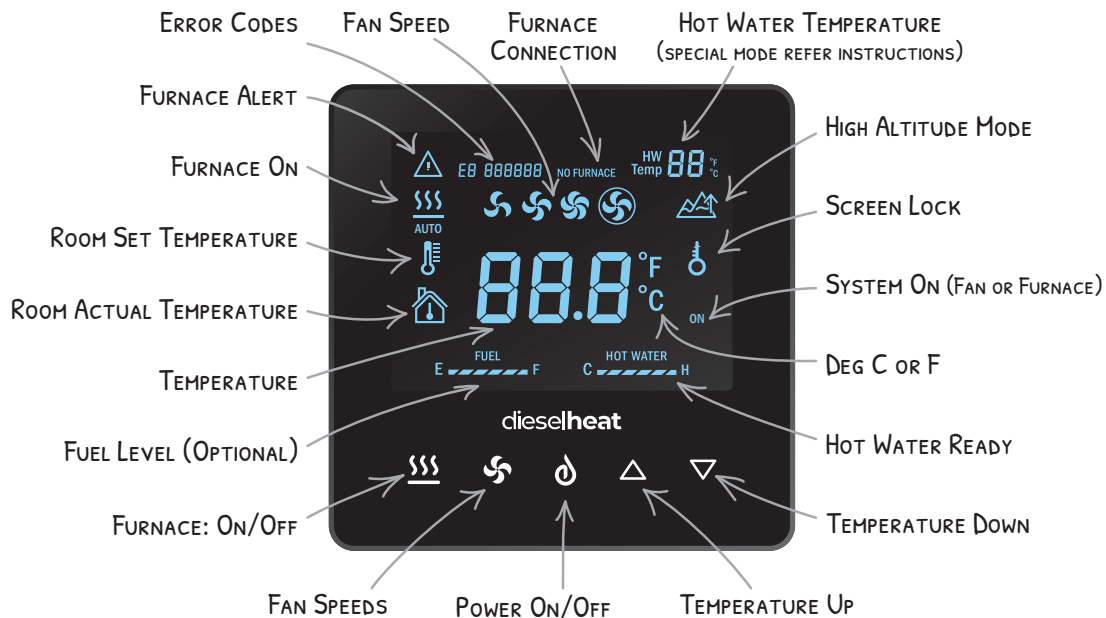 ERROR CODES
FAN SPEED
FURNACE
CONNECTION
HOT WATER TEMPERATURE
(SPECIAL MODE REFER INSTRUCTIONS)
FURNACE ALERT
HIGH ALTITUDE MODE
FURNACE ON
ROOM SET TEMPERATURE
SCREEN LOCK
ROOM ACTUAL TEMPERATURE
SYSTEM ON (FAN OR FURNACE)
TEMPERATURE
DEG C OR F
FUEL LEVEL (OPTIONAL)
HOT WATER READY
FURNACE: ON/OFF
TEMPERATURE DOWN
FAN SPEEDS
POWER ON/OFF
TEMPERATURE UP
E8 888888
NO FURNACE
HW
Temp
88 °F
°C
AUTO
88.8 °F
°C
ON
FUEL
E F
HOT WATER
C H
dieselheat